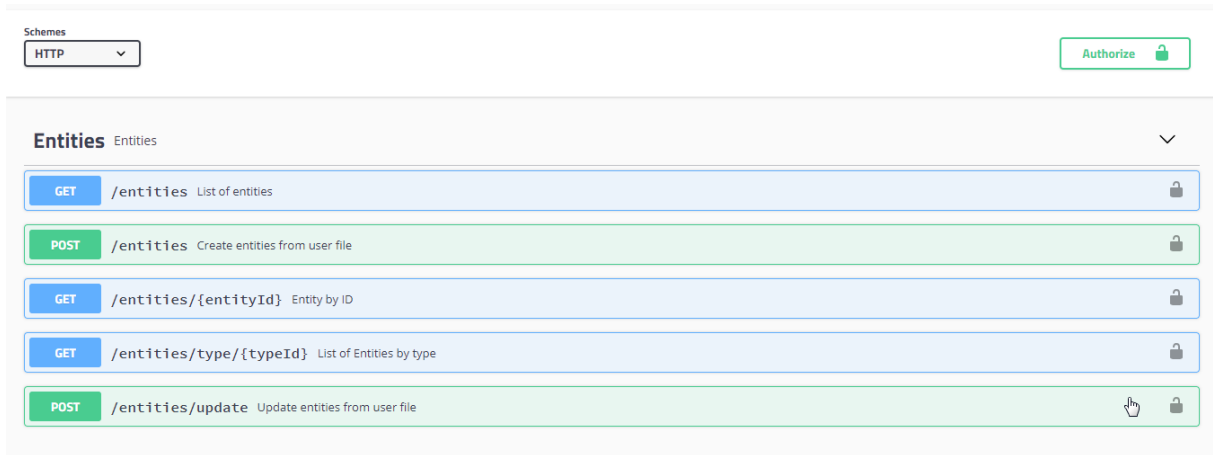 Schemes
HTTP
Authorize
Entities Entities
GET /entities List of entities
POST /entities Create entities from user file
GET /entities/{entityId} Entity by ID
GET /entities/type/{typeId} List of Entities by type
POST /entities/update Update entities from user file